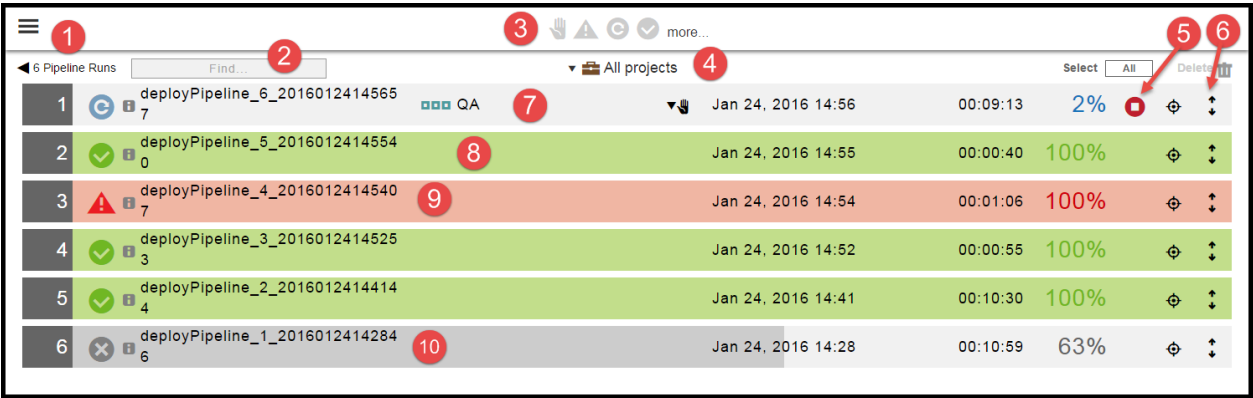 1
2
3
more...
4
5
6
6 Pipeline Runs
Find...
All projects
Select
All
Delete
1
deployPipeline_6_2016012414565
7
QA
7
Jan 24, 2016 14:56
00:09:13
2%
2
deployPipeline_5_2016012414554
0
8
Jan 24, 2016 14:55
00:00:40
100%
3
deployPipeline_4_2016012414540
7
9
Jan 24, 2016 14:54
00:01:06
100%
4
deployPipeline_3_2016012414525
3
Jan 24, 2016 14:52
00:00:55
100%
5
deployPipeline_2_2016012414414
4
Jan 24, 2016 14:41
00:10:30
100%
6
deployPipeline_1_2016012414284
6
10
Jan 24, 2016 14:28
00:10:59
63%